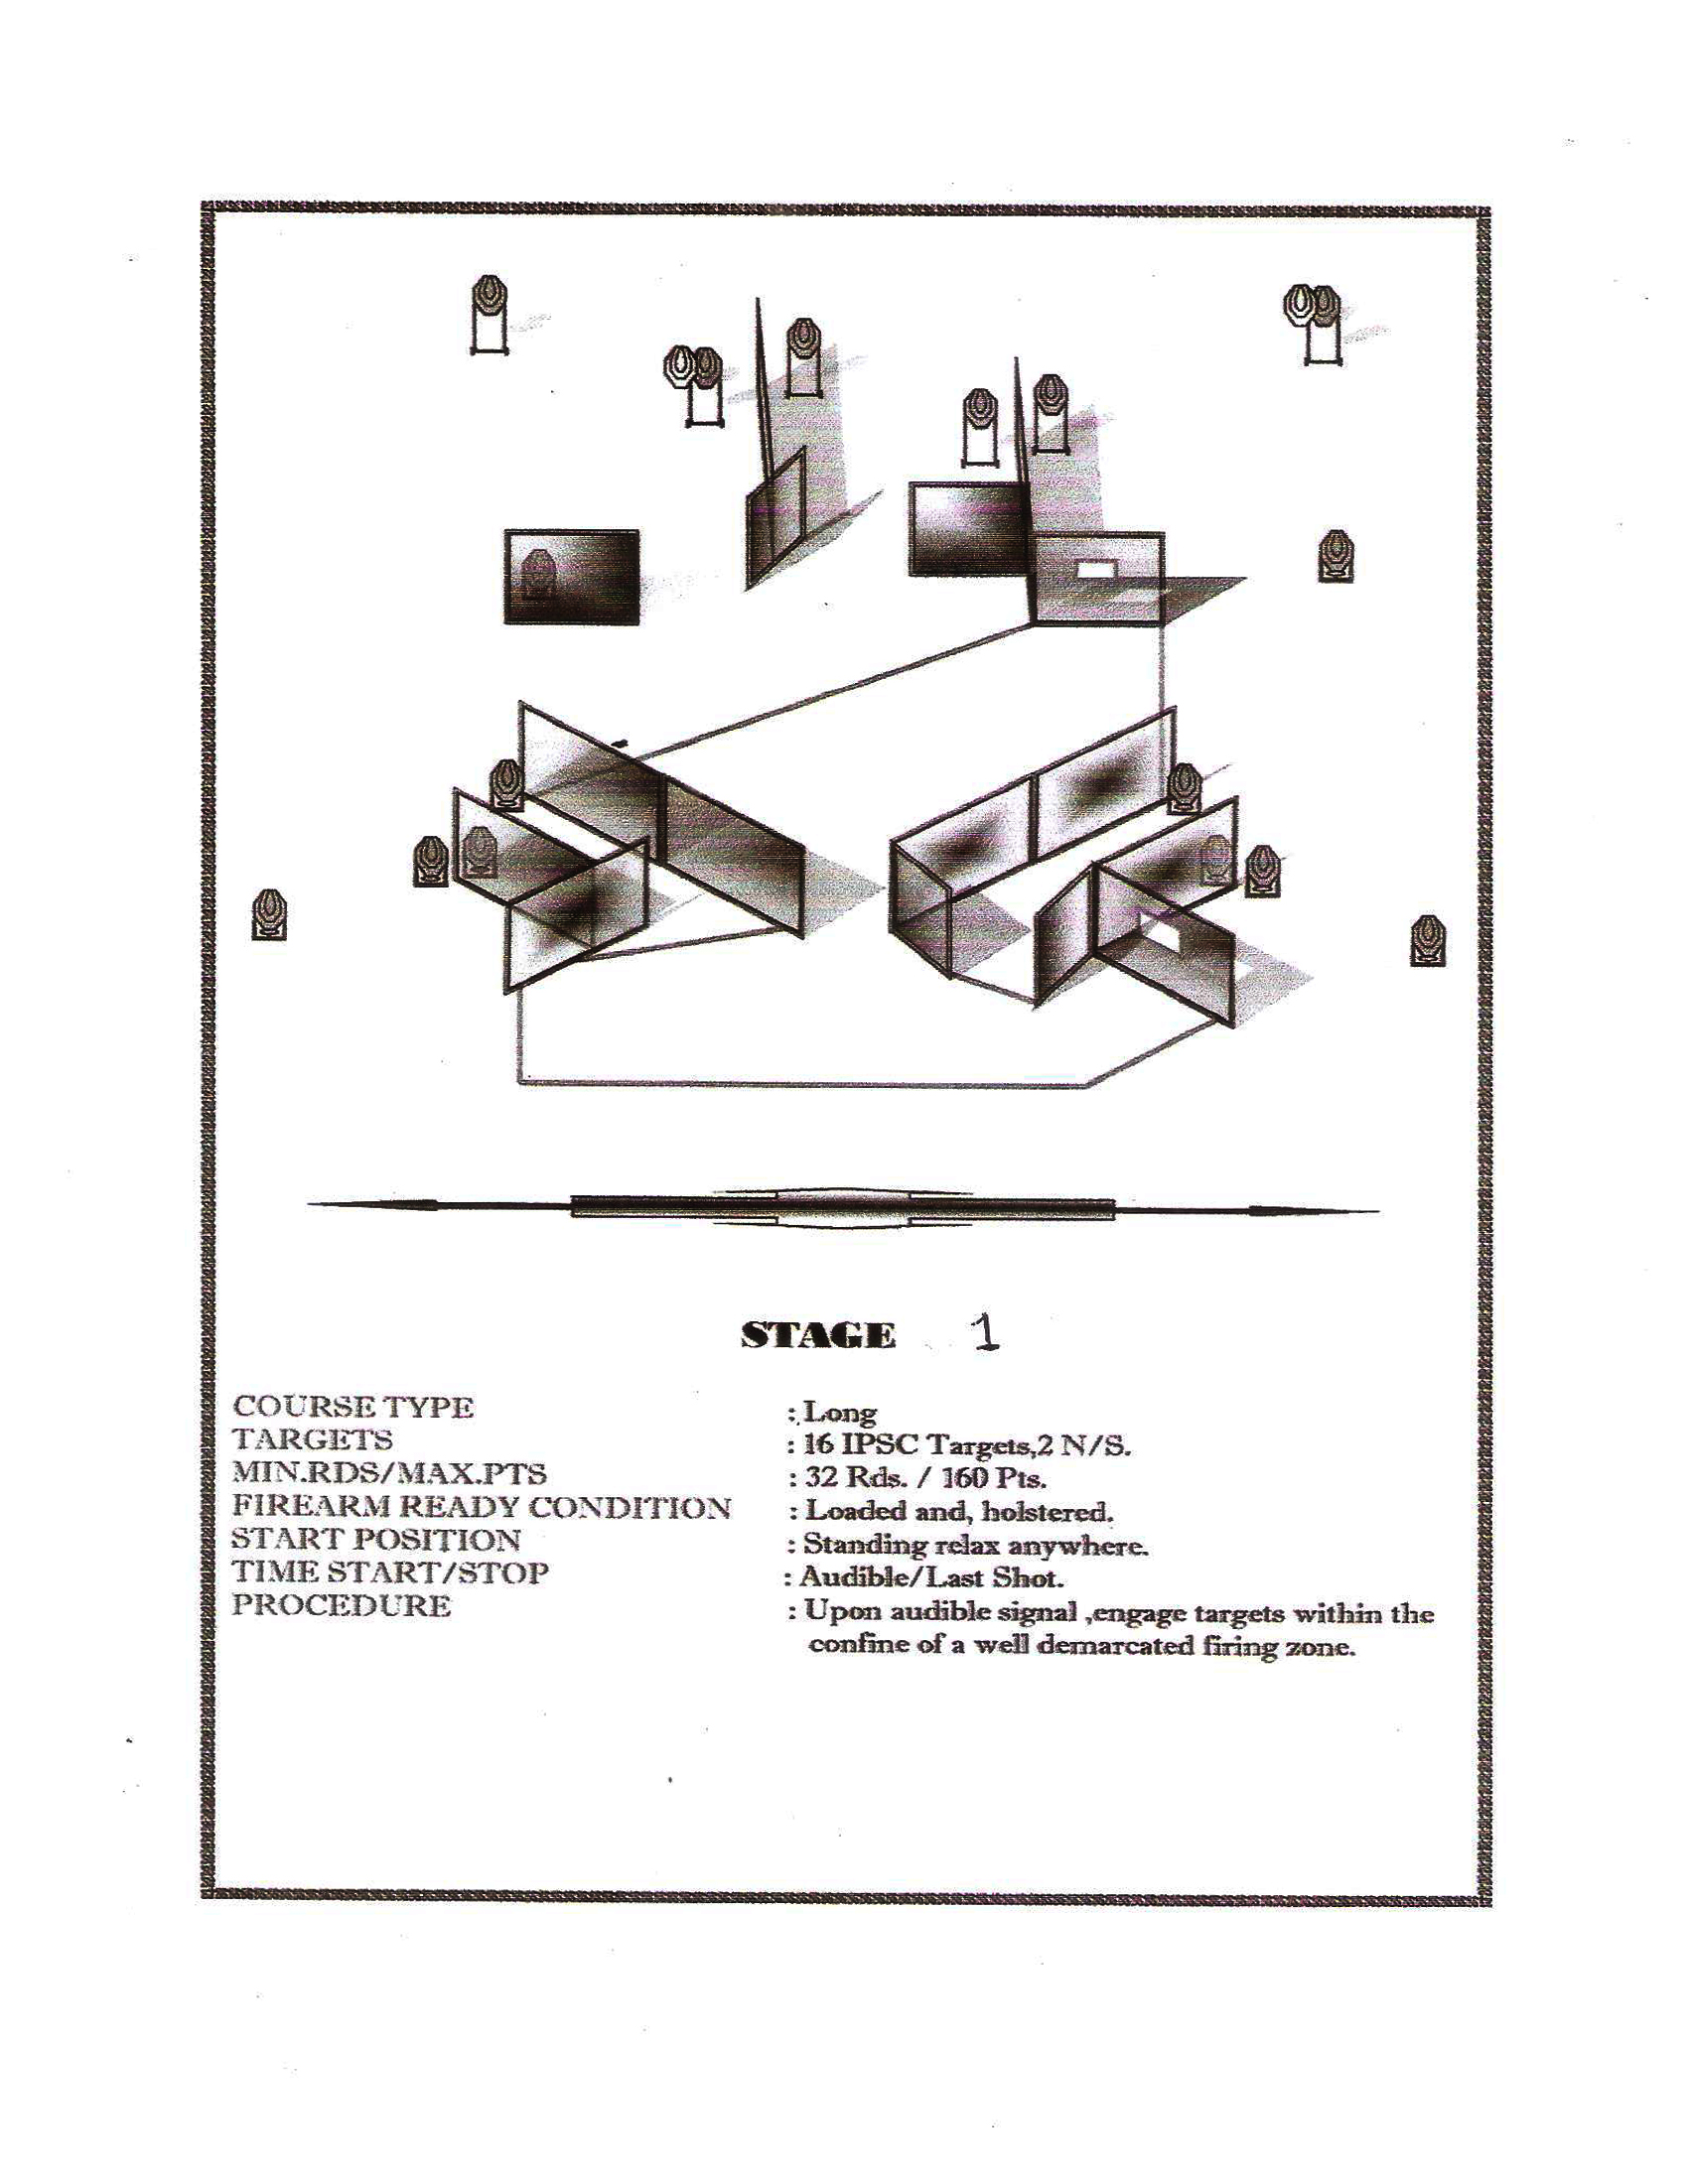 STAGE 1
COURSE TYPE : Long
TARGETS : 16 IPSC Targets,2 N/S.
MIN.RDS/MAX.PTS : 32 Rds. / 160 Pts.
FIREARM READY CONDITION : Loaded and, holstered.
START POSITION : Standing relax anywhere.
TIME START/STOP : Audible/Last Shot.
PROCEDURE : Upon audible signal ,engage targets within the
confine of a well demarcated firing zone.